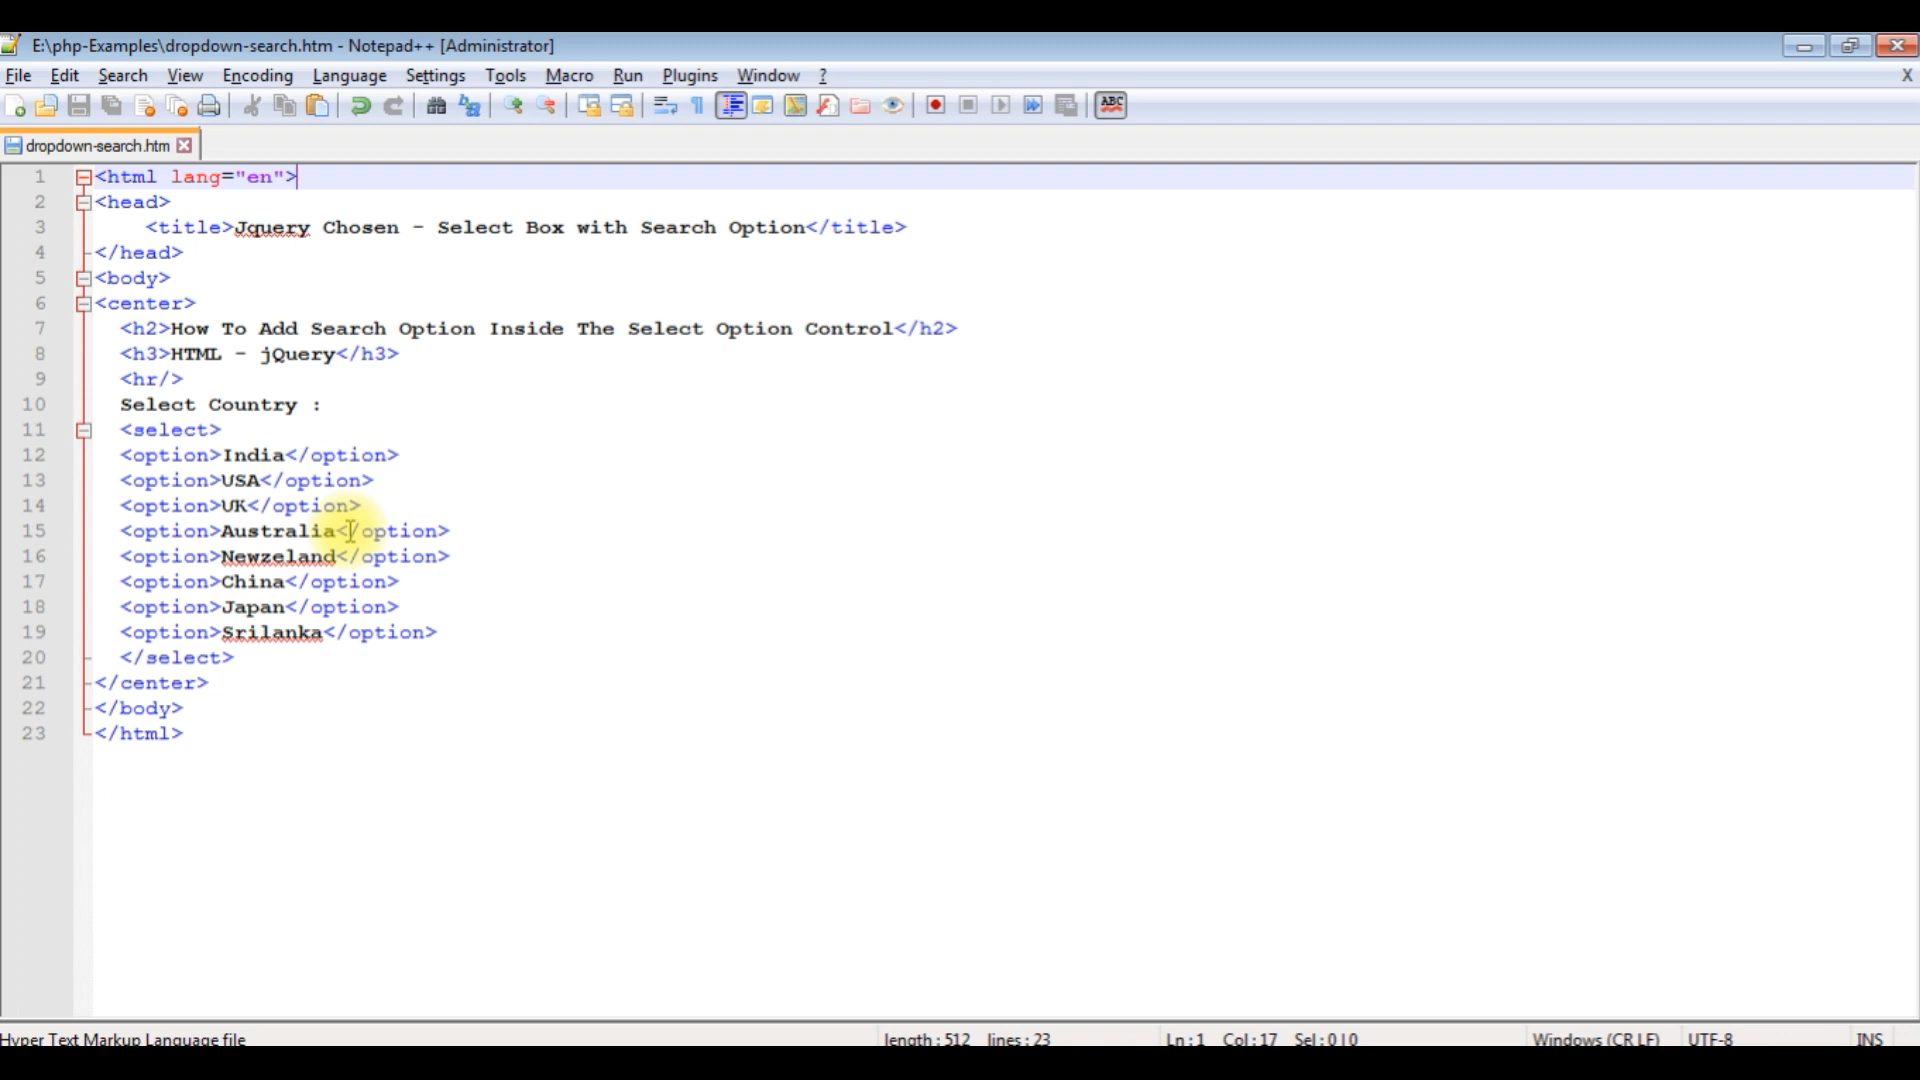 E:\php-Examples\dropdown-search.htm - Notepad++ [Administrator]
File Edit Search View Encoding Language Settings Tools Macro Run Plugins Window ? X
ABC
dropdown-search.htm
1 <html lang="en">
2 <head>
3 <title>Jquery Chosen - Select Box with Search Option</title>
4 </head>
5 <body>
6 <center>
7 <h2>How To Add Search Option Inside The Select Option Control</h2>
8 <h3>HTML - jQuery</h3>
9 <hr/>
10 Select Country :
11 <select>
12 <option>India</option>
13 <option>USA</option>
14 <option>UK</option>
15 <option>Australia</option>
16 <option>Newzeland</option>
17 <option>China</option>
18 <option>Japan</option>
19 <option>Srilanka</option>
20 </select>
21 </center>
22 </body>
23 </html>
Hyper Text Markup Language file length : 512 lines : 23 Ln : 1 Col : 17 Sel : 0 | 0 Windows (CR LF) UTF-8 INS